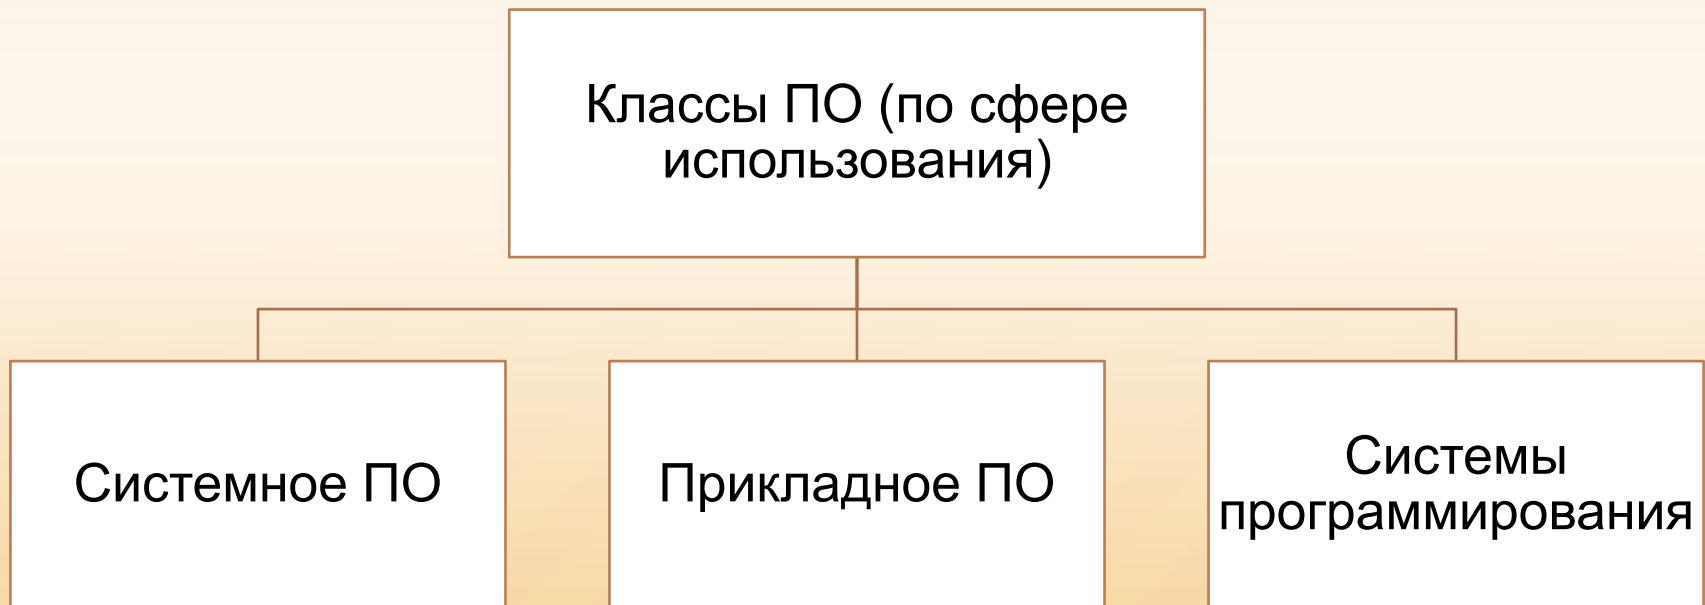 Классы ПО (по сфере
использования)
Системное ПО
Прикладное ПО
Системы
программирования